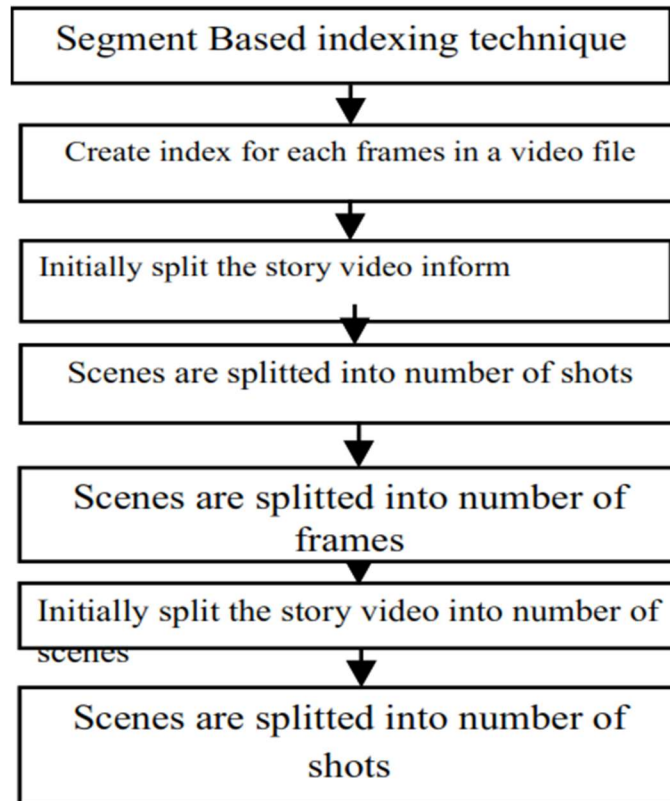 Segment Based indexing technique
Create index for each frames in a video file
Initially split the story video inform
Scenes are splitted into number of shots
Scenes are splitted into number of
frames
Initially split the story video into number of
scenes
Scenes are splitted into number of
shots